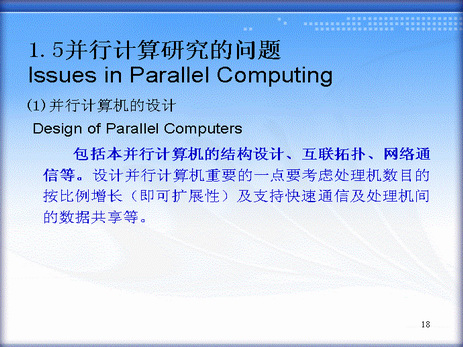 1.5并行计算研究的问题
Issues in Parallel Computing
⑴并行计算机的设计
Design of Parallel Computers
包括本并行计算机的结构设计、互联拓扑、网络通
信等。设计并行计算机重要的一点要考虑处理机数目的
按比例增长（即可扩展性）及支持快速通信及处理机间
的数据共享等。
18